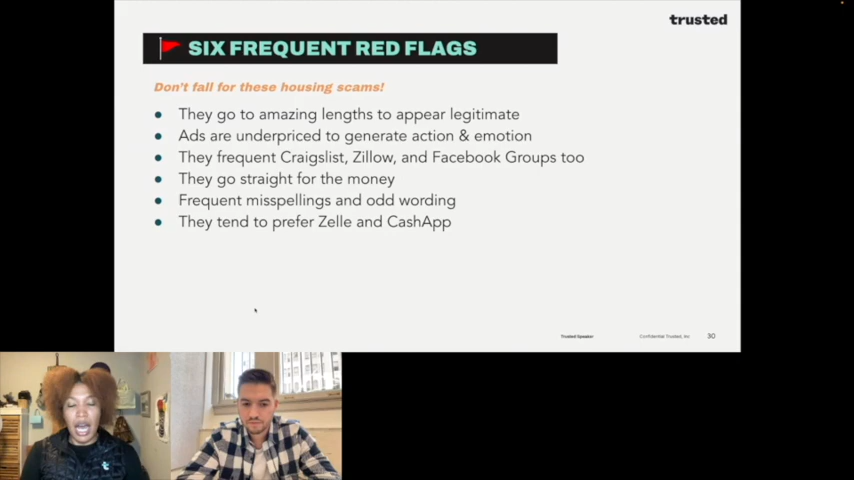 trusted
SIX FREQUENT RED FLAGS
Don't fall for these housing scams!
● They go to amazing lengths to appear legitimate
● Ads are underpriced to generate action & emotion
● They frequent Craigslist, Zillow, and Facebook Groups too
● They go straight for the money
● Frequent misspellings and odd wording
● They tend to prefer Zelle and CashApp
Trusted Speaker Confidential Trusted, Inc 30